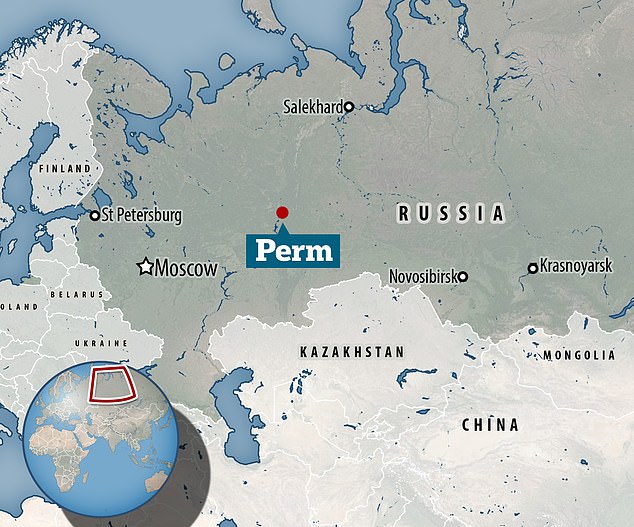 Salekhard
FINLAND
RUSSIA
St Petersburg
Perm
Moscow
Novosibirsk
Krasnoyarsk
BELARUS
OLAND
UKRAINE
KAZAKHSTAN
MONGOLIA
CHINA